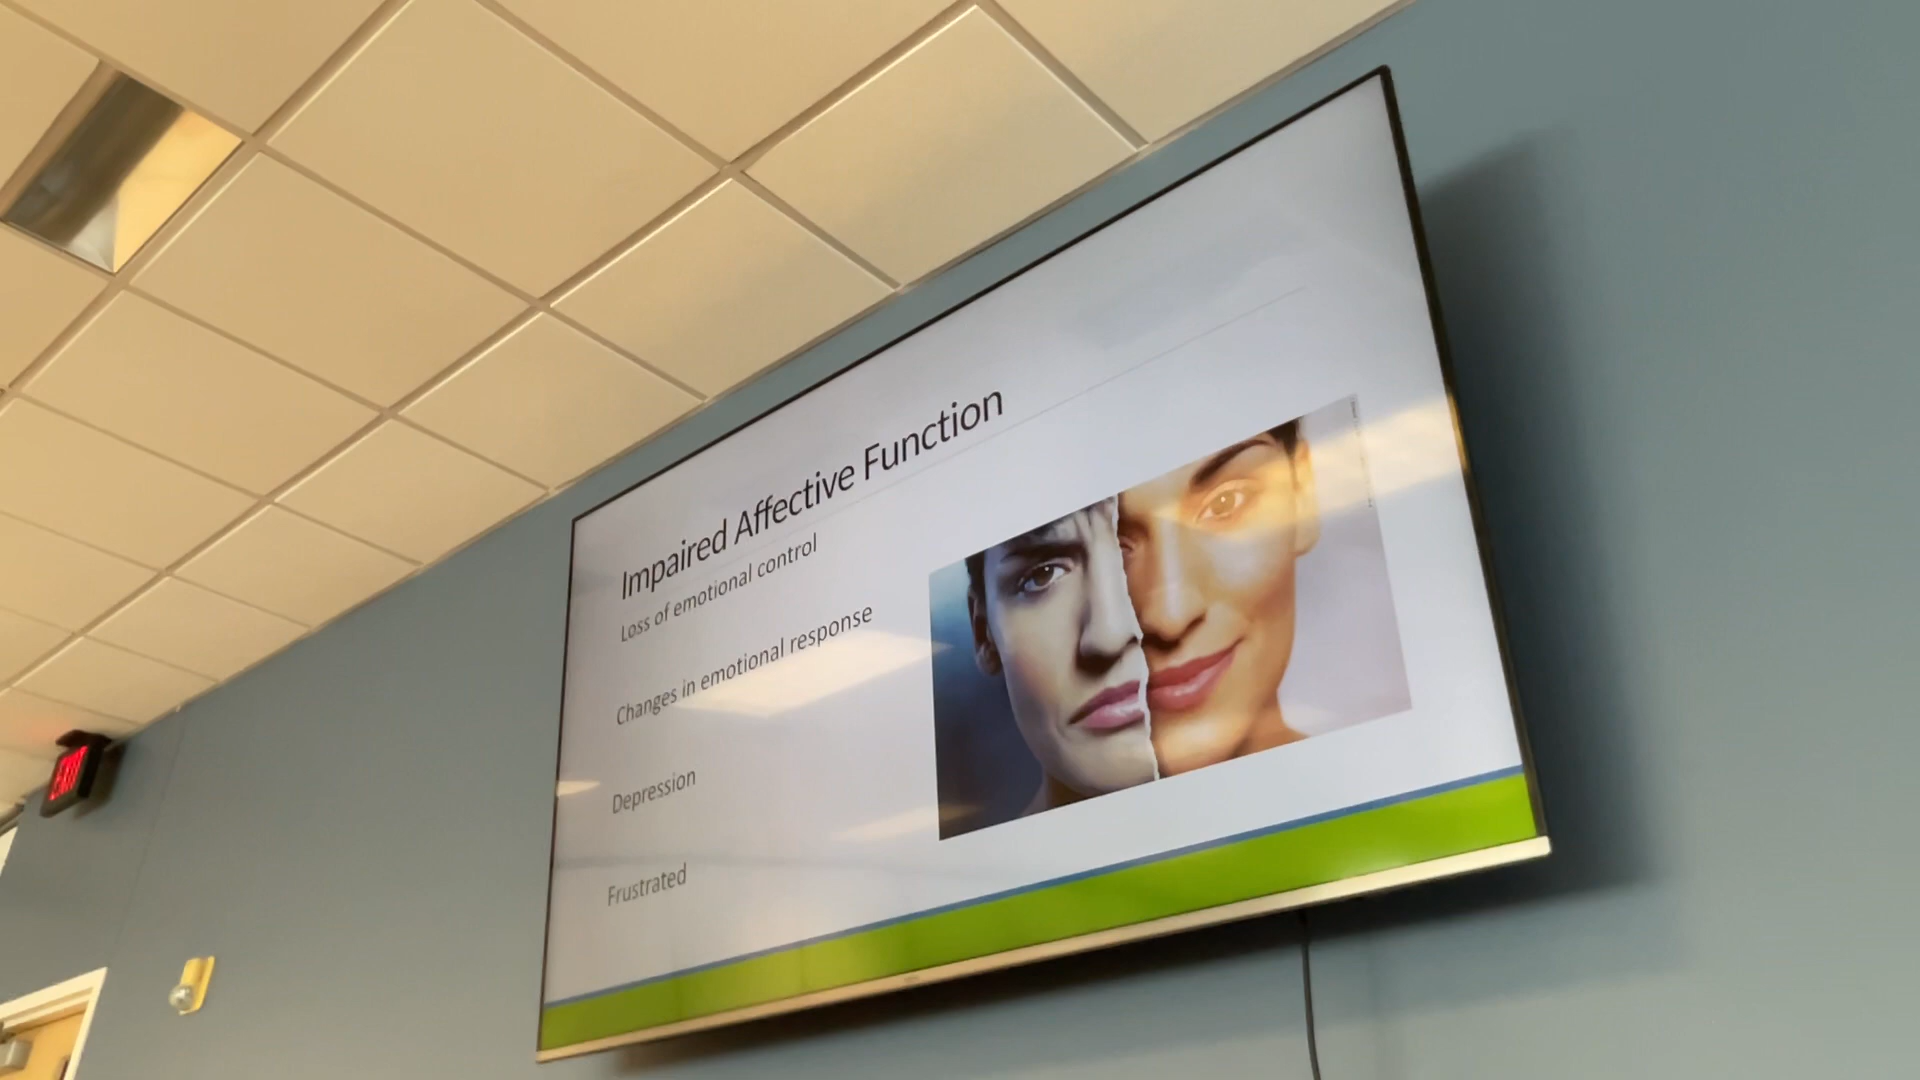 Impaired Affective Function
Loss of emotional control
Changes in emotional response
Depression
Frustrated
EXIT